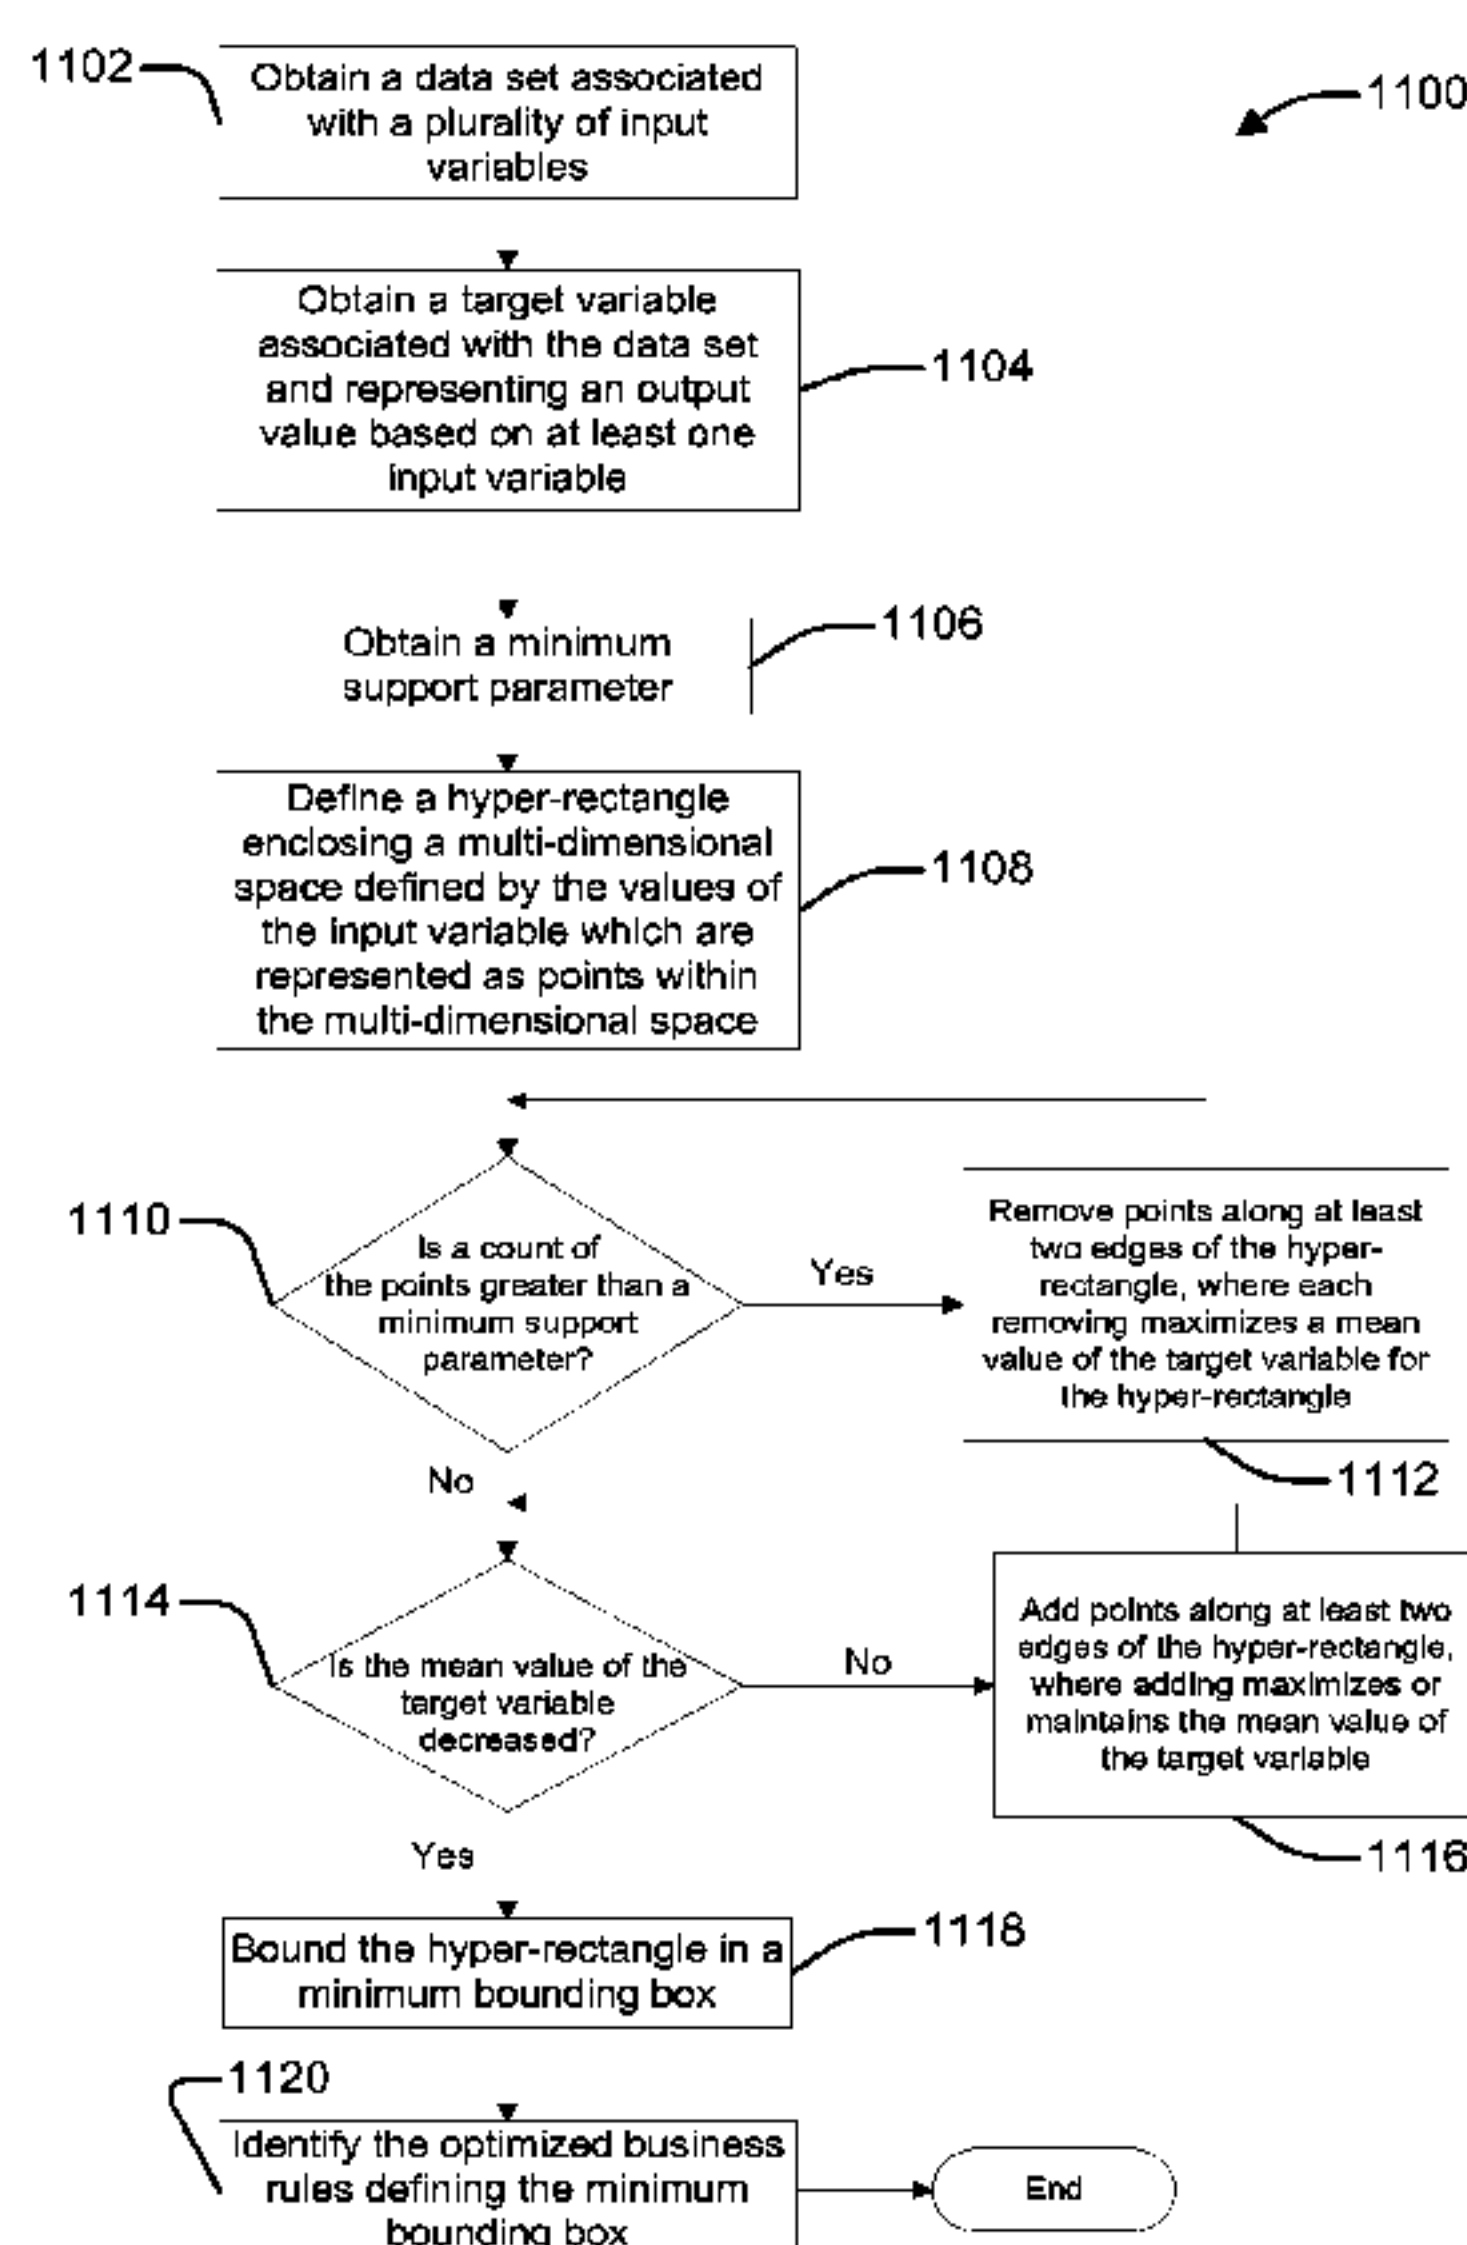 1102
Obtain a data set associated
with a plurality of input
variables
1100
Obtain a target variable
associated with the data set
and representing an output
value based on at least one
input variable
1104
Obtain a minimum
support parameter
1106
Define a hyper-rectangle
enclosing a multi-dimensional
space defined by the values of
the input variable which are
represented as points within
the multi-dimensional space
1108
1110
Is a count of
the points greater than a
minimum support
parameter?
Yes
Remove points along at least
two edges of the hyper-
rectangle, where each
removing maximizes a mean
value of the target variable for
the hyper-rectangle
1112
No
1114
Is the mean value of the
target variable
decreased?
No
Add points along at least two
edges of the hyper-rectangle,
where adding maximizes or
maintains the mean value of
the target variable
1116
Yes
Bound the hyper-rectangle in a
minimum bounding box
1118
1120
Identify the optimized business
rules defining the minimum
bounding box
End